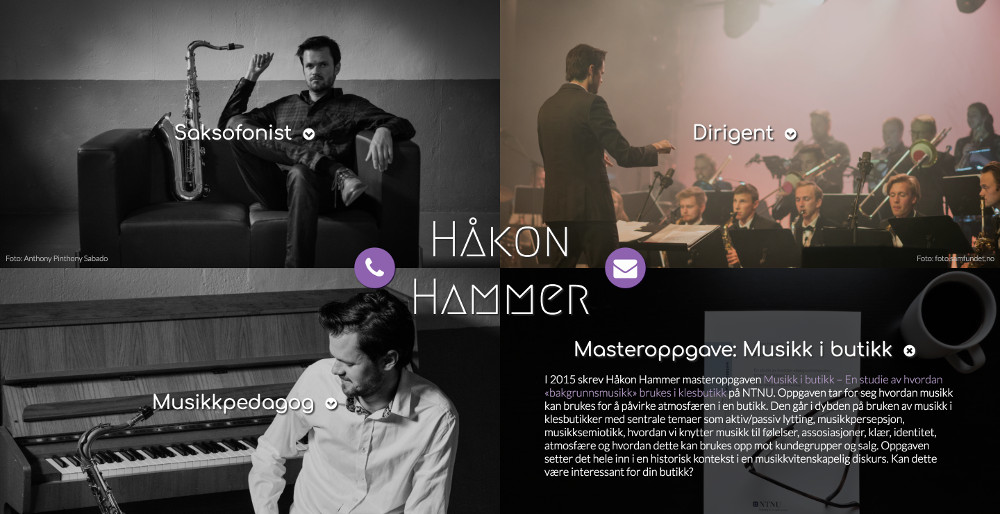 Saksofonist
Dirigent
Foto: Anthony Pinthony Sabado
Foto: foto.samfundet.no
Håkon
Hammer
Musikkpedagog
Masteroppgave: Musikk i butikk
I 2015 skrev Håkon Hammer masteroppgaven Musikk i butikk – En studie av hvordan
«bakgrunnsmusikk» brukes i klesbutikk på NTNU. Oppgaven tar for seg hvordan musikk
kan brukes for å påvirke atmosfæren i en butikk. Den går i dybden på bruken av musikk i
klesbutikker med sentrale temaer som aktiv/passiv lytting, musikkpersepsjon,
musikksemiotikk, hvordan vi knytter musikk til følelser, assosiasjoner, klær, identitet,
atmosfære og hvordan dette kan brukes opp mot kundegrupper og salg. Oppgaven
setter det hele inn i en historisk kontekst i en musikkvitenskapelig diskurs. Kan dette
være interessant for din butikk?
NTNU